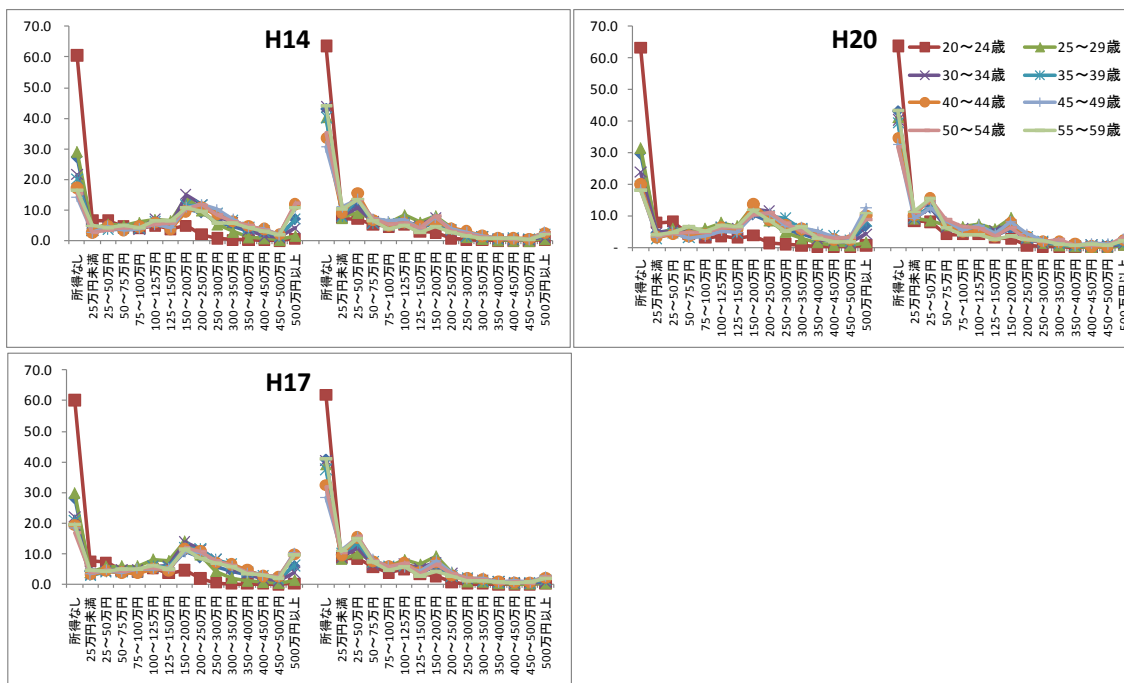 H14
70.0
60.0
50.0
40.0
30.0
20.0
10.0
0.0
所得なし
25万円未満
25～50万円
50～75万円
75～100万円
100～125万円
125～150万円
150～200万円
200～250万円
250～300万円
300～350万円
350～400万円
400～450万円
450～500万円
500万円以上
所得なし
25万円未満
25～50万円
50～75万円
75～100万円
100～125万円
125～150万円
150～200万円
200～250万円
250～300万円
300～350万円
350～400万円
400～450万円
450～500万円
500万円以上
H20
70.0
60.0
50.0
40.0
30.0
20.0
10.0
-
20～24歳 25～29歳
30～34歳 35～39歳
40～44歳 45～49歳
50～54歳 55～59歳
所得なし
25万円未満
25～50万円
50～75万円
75～100万円
100～125万円
125～150万円
150～200万円
200～250万円
250～300万円
300～350万円
350～400万円
400～450万円
450～500万円
500万円以上
所得なし
25万円未満
25～50万円
50～75万円
75～100万円
100～125万円
125～150万円
150～200万円
200～250万円
250～300万円
300～350万円
350～400万円
400～450万円
450～500万円
500万円以上
H17
70.0
60.0
50.0
40.0
30.0
20.0
10.0
0.0
所得なし
25万円未満
25～50万円
50～75万円
75～100万円
100～125万円
125～150万円
150～200万円
200～250万円
250～300万円
300～350万円
350～400万円
400～450万円
450～500万円
500万円以上
所得なし
25万円未満
25～50万円
50～75万円
75～100万円
100～125万円
125～150万円
150～200万円
200～250万円
250～300万円
300～350万円
350～400万円
400～450万円
450～500万円
500万円以上